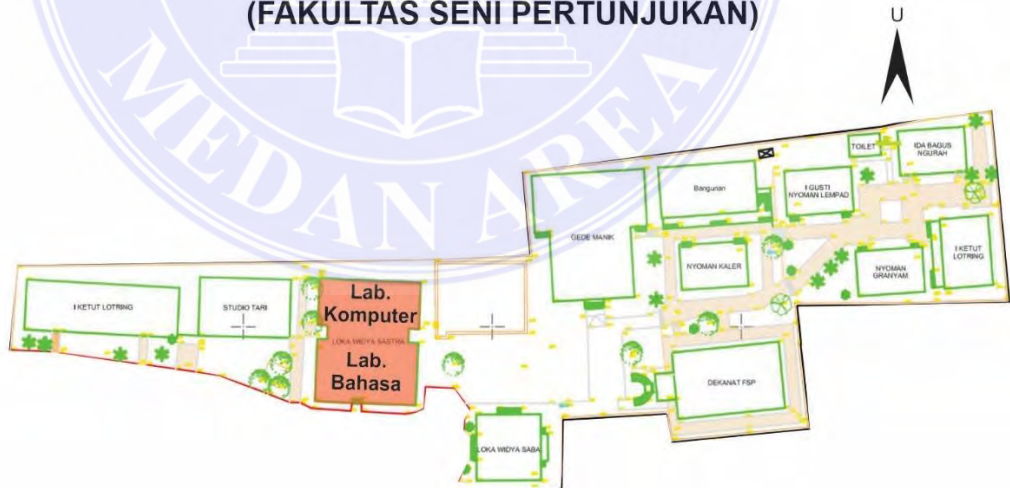 (FAKULTAS SENI PERTUNJUKAN)
U
MEDAN AREA
TOILET
IDA BAGUS
NGURAH
Bangunan
I GUSTI
NYOMAN LEMPAD
GEDE MANIK
NYOMAN KALER
NYOMAN
GRANYAM
I KETUT
LOTRING
I KETUT LOTRING
STUDIO TARI
Lab.
Komputer
LOKA WIDYA SASTRA
Lab.
Bahasa
DEKANAT FSP
LOKA WIDYA SABA